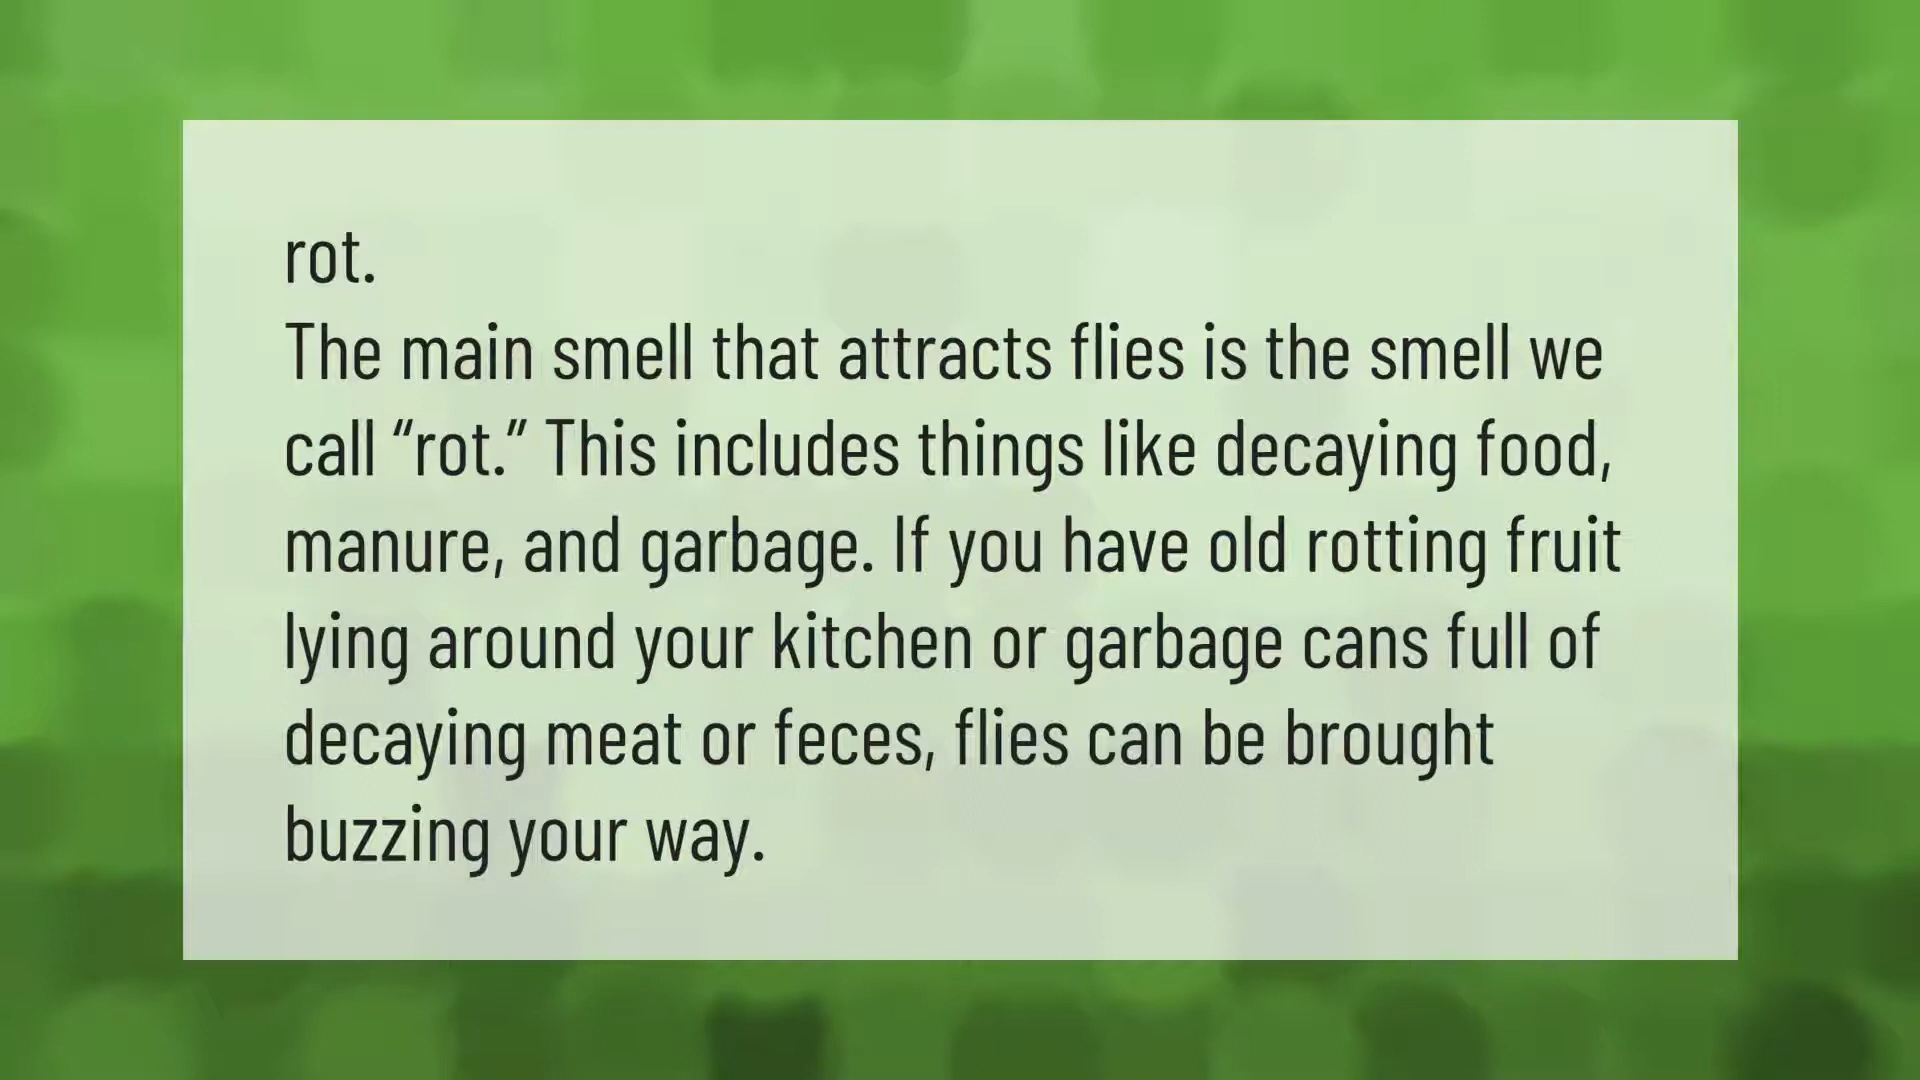 rot.
The main smell that attracts flies is the smell we
call “rot.” This includes things like decaying food,
manure, and garbage. If you have old rotting fruit
lying around your kitchen or garbage cans full of
decaying meat or feces, flies can be brought
buzzing your way.